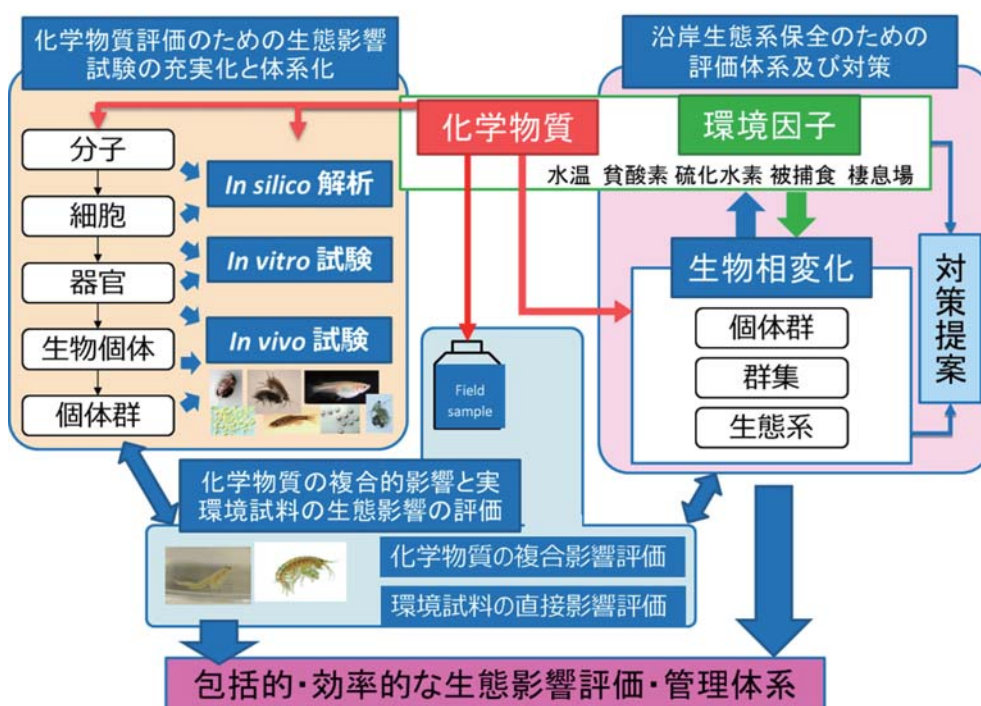 化学物質評価のための生態影響
試験の充実化と体系化
沿岸生態系保全のための
評価体系及び対策
化学物質
環境因子
水温 貧酸素 硫化水素 被捕食 棲息場
分子
細胞
器官
生物個体
個体群
In silico 解析
In vitro 試験
In vivo 試験
Field
sample
生物相変化
個体群
群集
生態系
対策提案
化学物質の複合的影響と実
環境試料の生態影響の評価
化学物質の複合影響評価
環境試料の直接影響評価
包括的・効率的な生態影響評価・管理体系